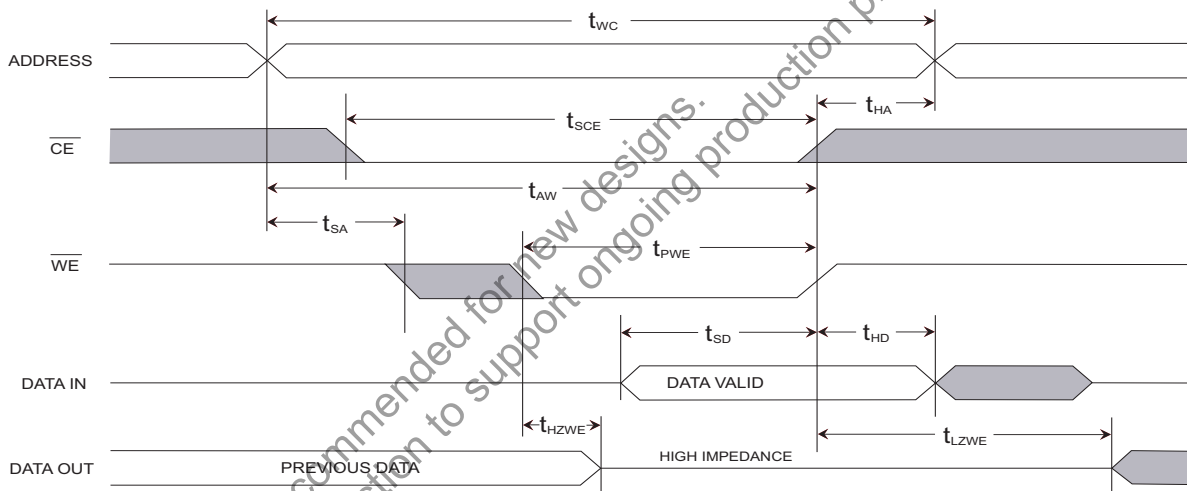 tWC
ADDRESS
tHA
tSCE
CE
tAW
tSA
WE
tPWE
tSD
tHD
DATA IN
DATA VALID
tHZWE
tLZWE
DATA OUT
PREVIOUS DATA
HIGH IMPEDANCE
commended for new designs.
ction to support ongoing production p